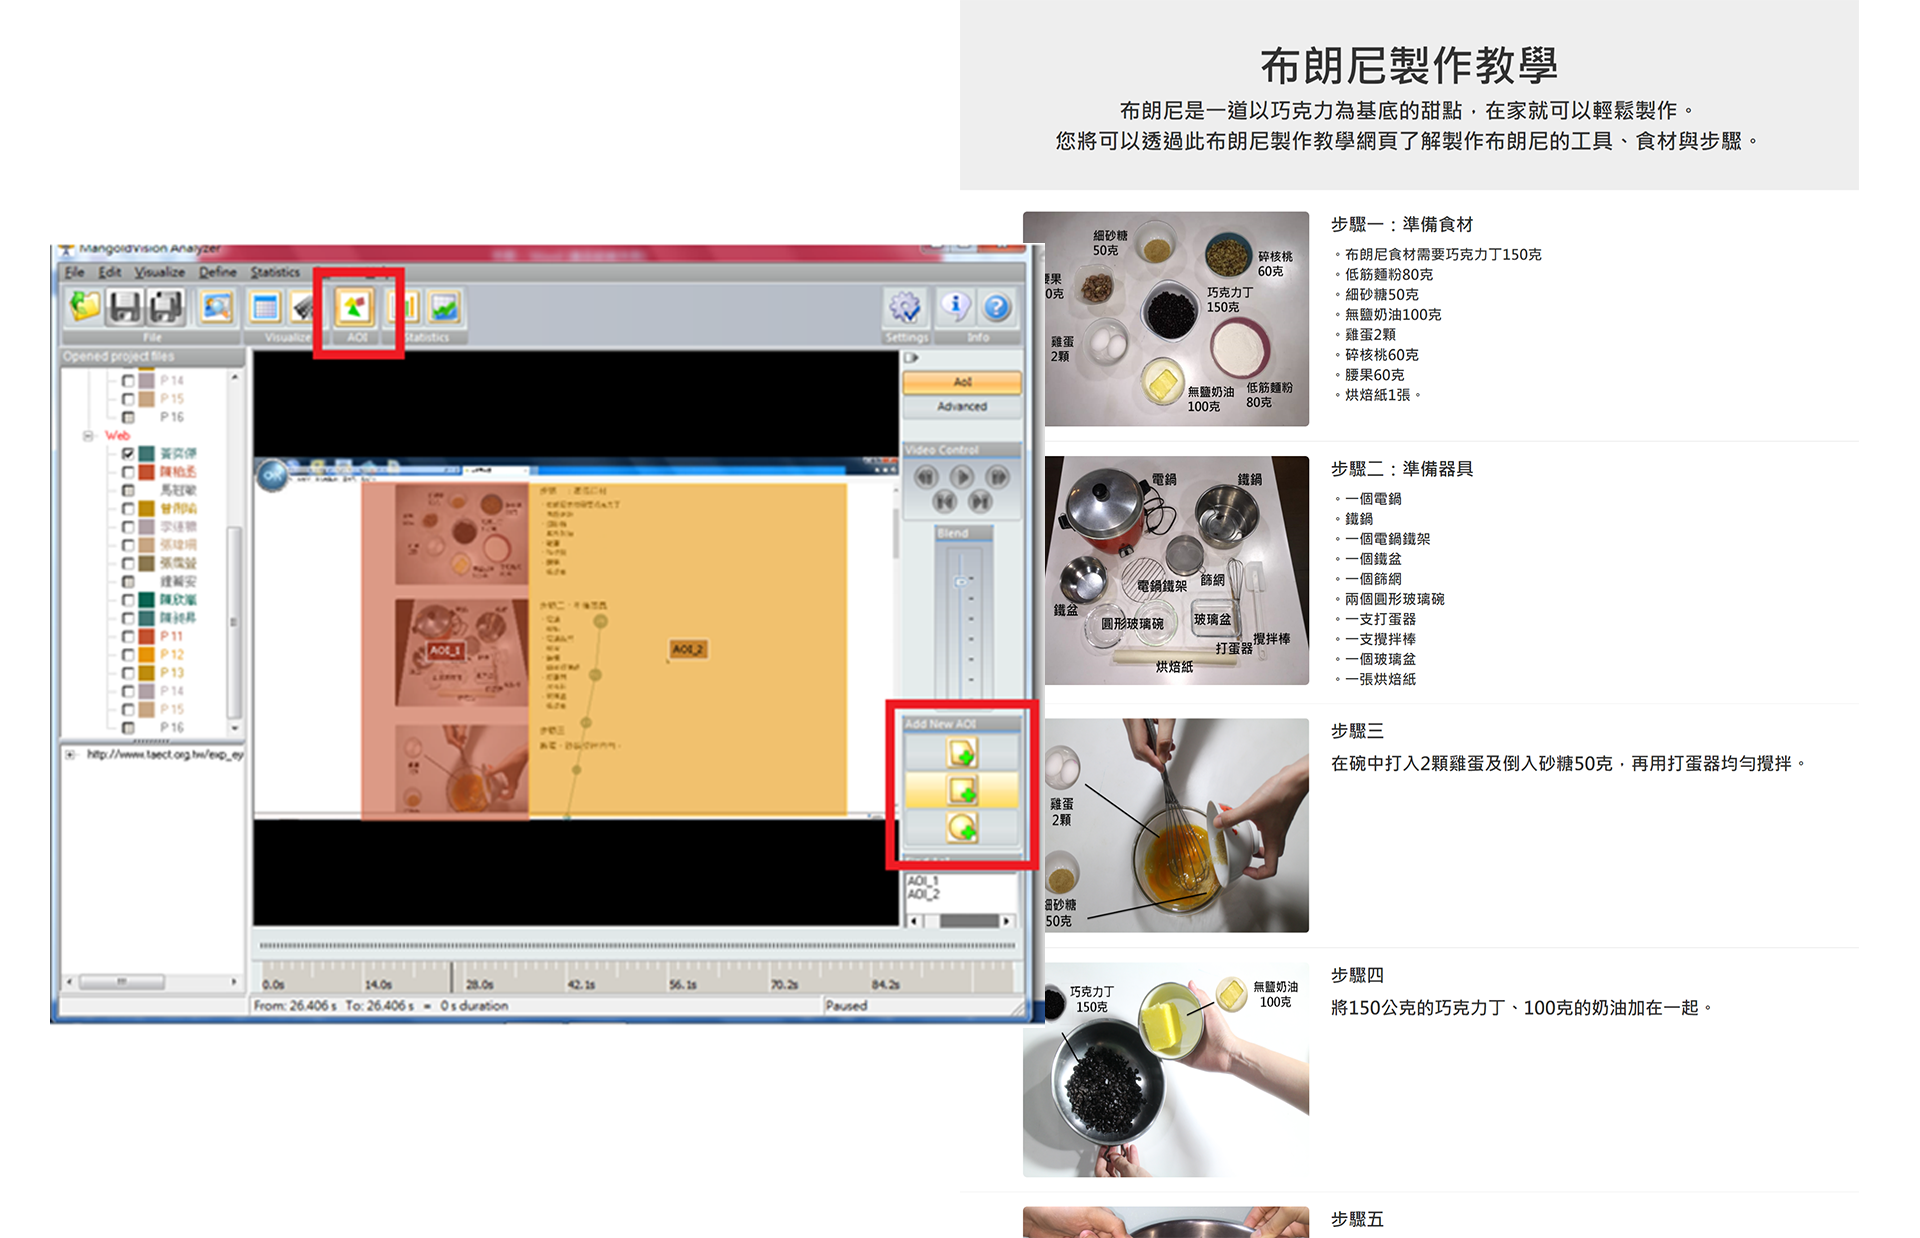 布朗尼製作教學
布朗尼是一道以巧克力為基底的甜點，在家就可以輕鬆製作。
您將可以透過此布朗尼製作教學網頁了解製作布朗尼的工具、食材與步驟。
MangoldVision Analyzer
File Edit Visualize Define Statistics
File
Visualize
AOI
Statistics
Settings
Info
Opened project files
P 14
P 15
P 16
Web
P 11
P 12
P 13
P 14
P 15
P 16
http://www.taect.org.tw/exp_ey
AOI_1
AOI_2
AoI
Advanced
Video Control
Blend
Add New AOI
AOI_1
AOI_2
0.0s
14.0s
28.0s
42.1s
56.1s
70.2s
84.2s
From: 26.406 s To: 26.406 s = 0 s duration
Paused
細砂糖
50克
碎核桃
60克
巧克力丁
150克
雞蛋
2顆
無鹽奶油
100克
低筋麵粉
80克
步驟一：準備食材
◦ 布朗尼食材需要巧克力丁150克
◦ 低筋麵粉80克
◦ 細砂糖50克
◦ 無鹽奶油100克
◦ 雞蛋2顆
◦ 碎核桃60克
◦ 腰果60克
◦ 烘焙紙1張。
電鍋
鐵鍋
鐵盆
電鍋鐵架
篩網
圓形玻璃碗
玻璃盆
打蛋器
攪拌棒
烘焙紙
步驟二：準備器具
◦ 一個電鍋
◦ 鐵鍋
◦ 一個電鍋鐵架
◦ 一個鐵盆
◦ 一個篩網
◦ 兩個圓形玻璃碗
◦ 一支打蛋器
◦ 一支攪拌棒
◦ 一個玻璃盆
◦ 一張烘焙紙
雞蛋
2顆
細砂糖
50克
步驟三
在碗中打入2顆雞蛋及倒入砂糖50克，再用打蛋器均勻攪拌。
巧克力丁
150克
無鹽奶油
100克
步驟四
將150公克的巧克力丁、100克的奶油加在一起。
步驟五